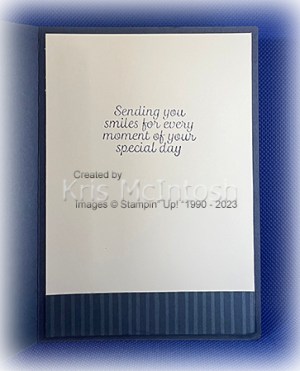 Sending you
smiles for every
moment of your
special day
Created by
Kris McIntosh
Images © Stampin' Up! '1990 - 2023